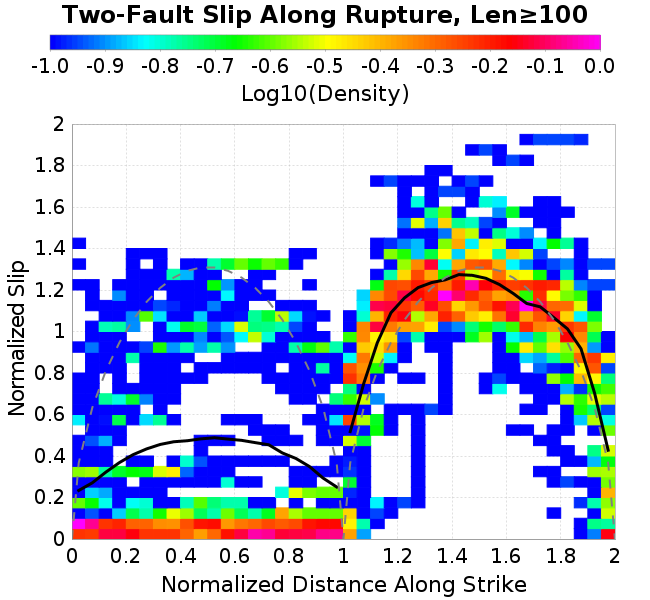 Two-Fault Slip Along Rupture, Len≥100
-1.0 -0.9 -0.8 -0.7 -0.6 -0.5 -0.4 -0.3 -0.2 -0.1 0.0
Log10(Density)
2
1.8
1.6
1.4
1.2
1
0.8
0.6
0.4
0.2
0
Normalized Slip
0 0.2 0.4 0.6 0.8 1 1.2 1.4 1.6 1.8 2
Normalized Distance Along Strike